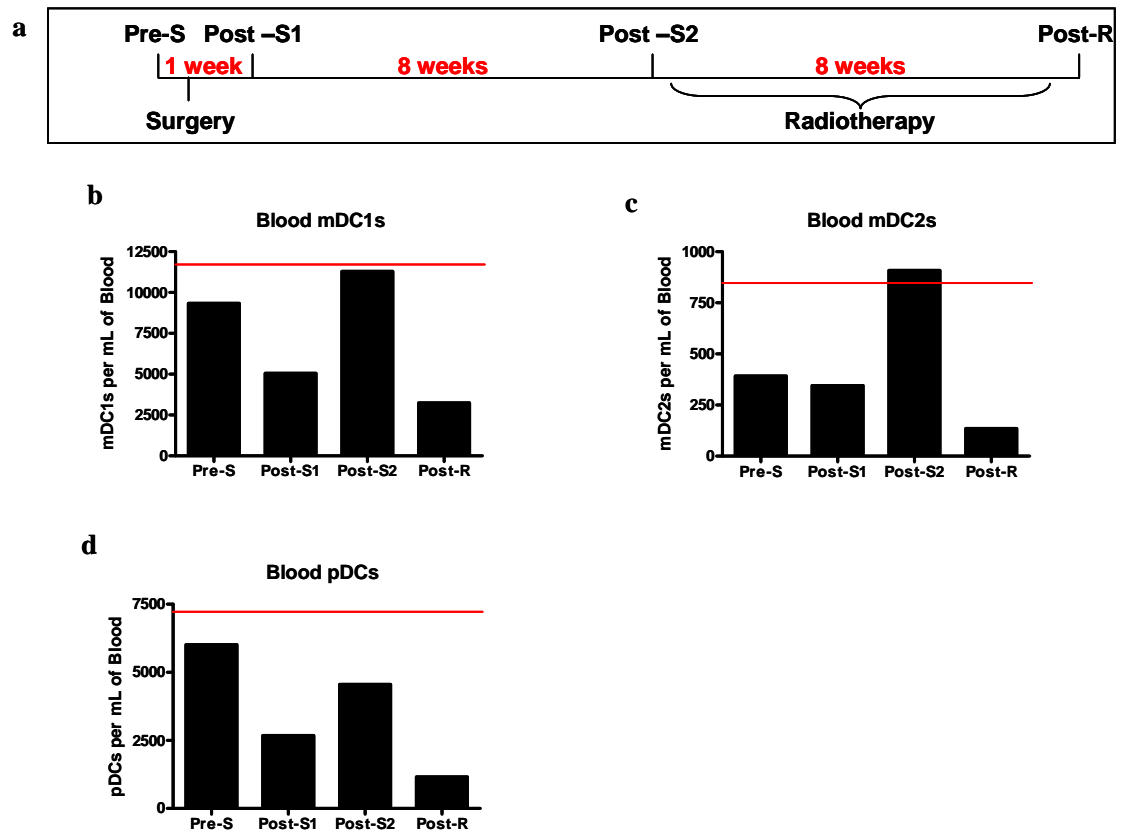 a
Pre-S Post –S1 Post –S2 Post-R
1 week 8 weeks 8 weeks
Surgery Radiotherapy
b
Blood mDC1s
mDC1s per mL of Blood
12500
10000
7500
5000
2500
0
Pre-S Post-S1 Post-S2 Post-R
c
Blood mDC2s
mDC2s per mL of Blood
1000
750
500
250
0
Pre-S Post-S1 Post-S2 Post-R
d
Blood pDCs
pDCs per mL of Blood
7500
5000
2500
0
Pre-S Post-S1 Post-S2 Post-R